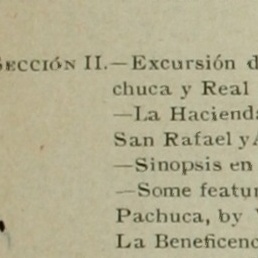 SECCIÓN II.—Excursión d
chuca y Real
—La Hacienda
San Rafael y A
—Sinopsis en
—Some featur
Pachuca, by
La Beneficenc